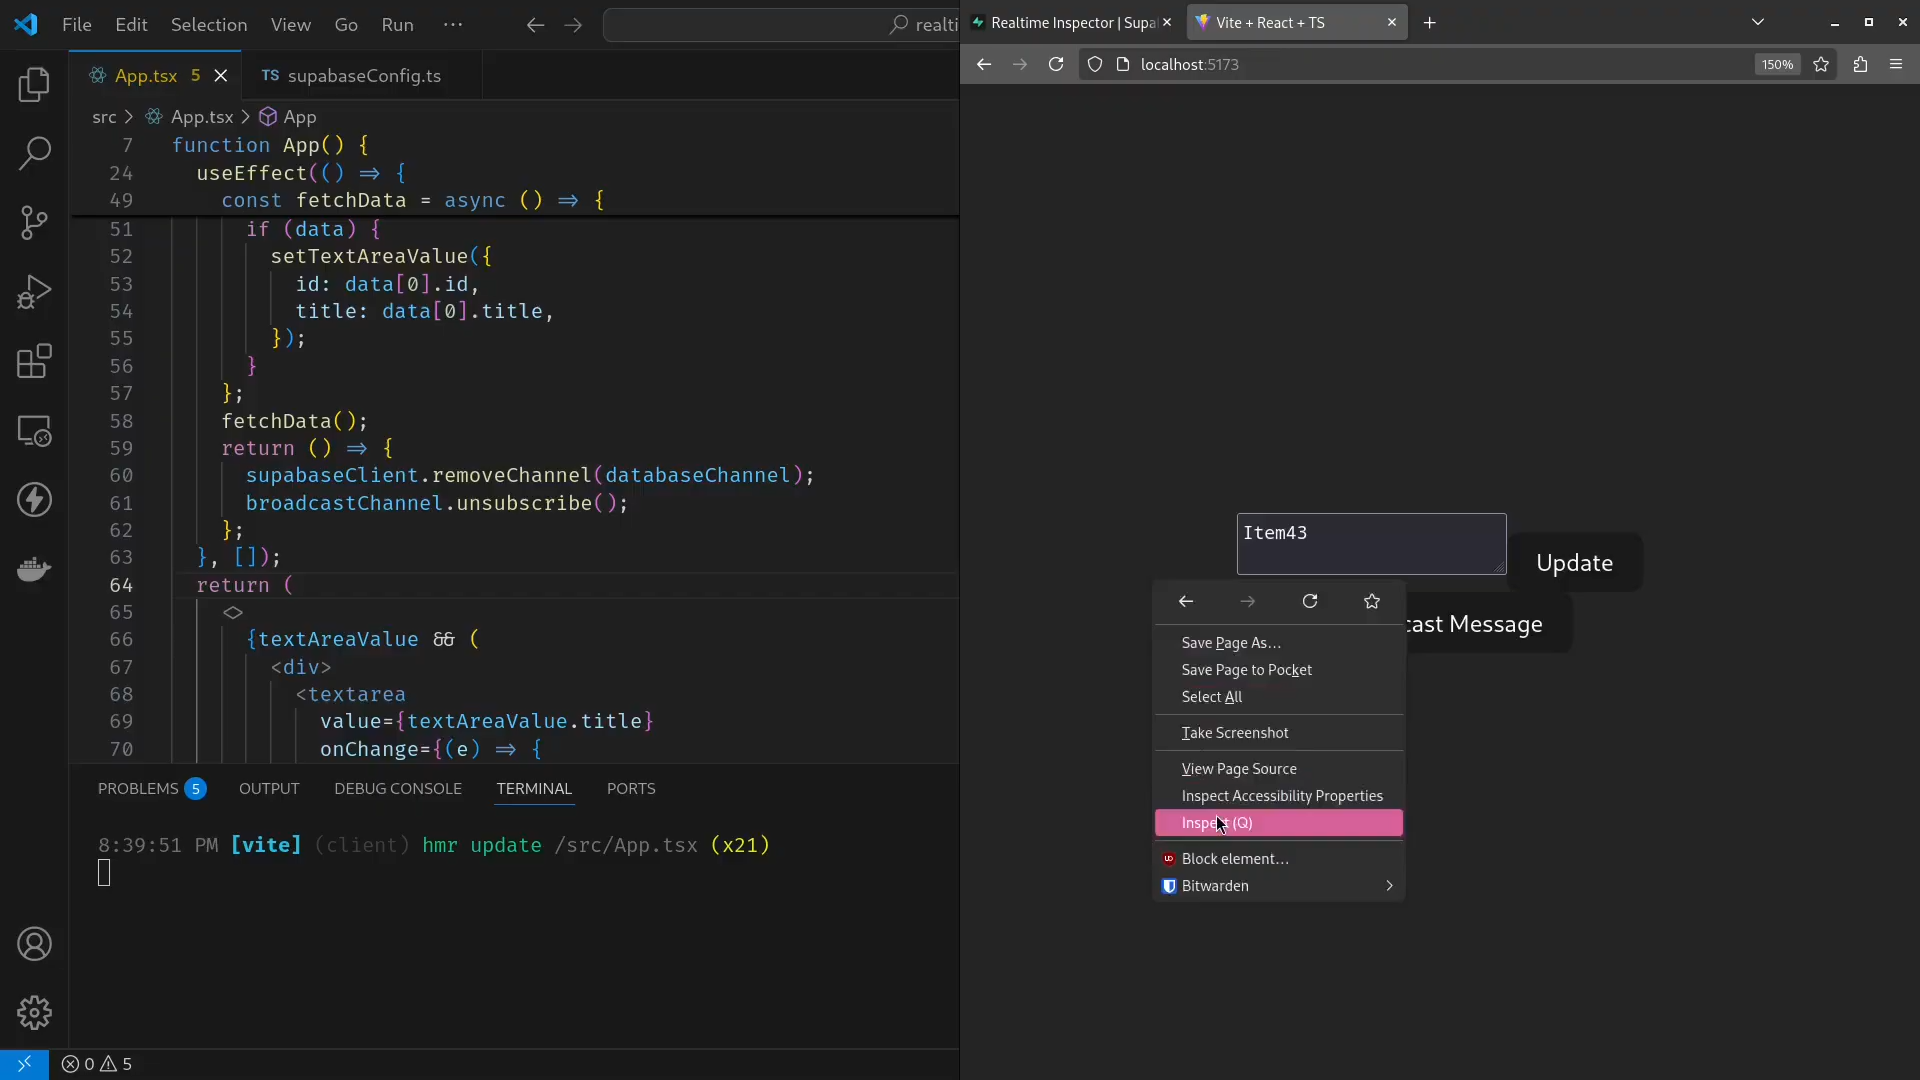 File Edit Selection View Go Run ···
realti
App.tsx 5
TS supabaseConfig.ts
src > App.tsx > App
7 function App() {
24 useEffect(() => {
49 const fetchData = async () => {
51 if (data) {
52 setTextAreaValue({
53 id: data[0].id,
54 title: data[0].title,
55 });
56 }
57 };
58 fetchData();
59 return () => {
60 supabaseClient.removeChannel(databaseChannel);
61 broadcastChannel.unsubscribe();
62 };
63 }, []);
64 return (
65 <>
66 {textAreaValue && (
67 <div>
68 <textarea
69 value={textAreaValue.title}
70 onChange={(e) => {
PROBLEMS 5 OUTPUT DEBUG CONSOLE TERMINAL PORTS
8:39:51 PM [vite] (client) hmr update /src/App.tsx (x21)
0 5
Realtime Inspector | Supa
Vite + React + TS
localhost:5173
150%
Item43
Update
cast Message
Save Page As…
Save Page to Pocket
Select All
Take Screenshot
View Page Source
Inspect Accessibility Properties
Inspect (Q)
Block element…
Bitwarden